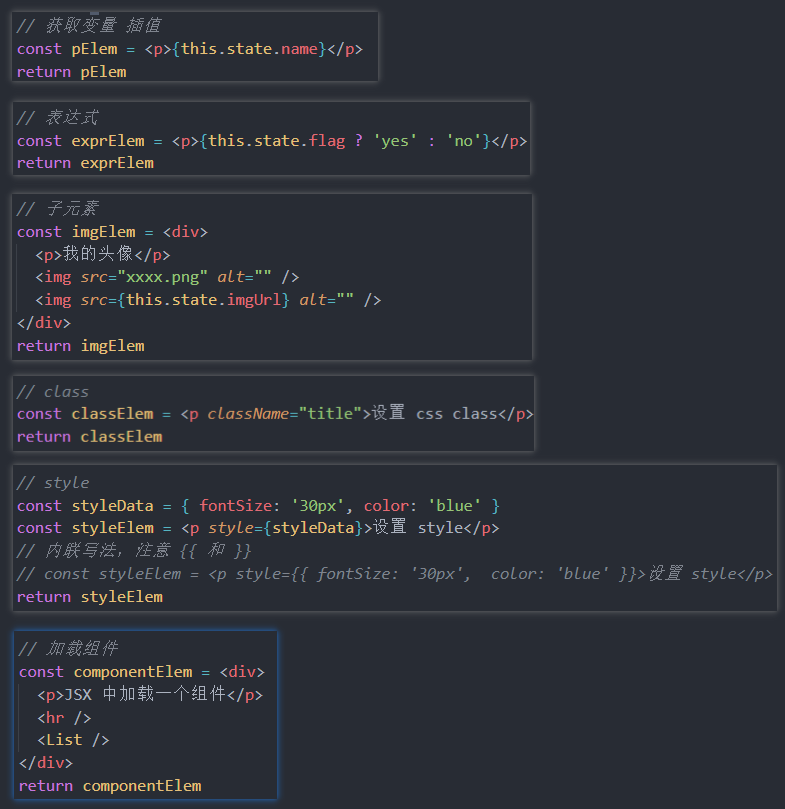 // 获取变量 插值
const pElem = <p>{this.state.name}</p>
return pElem
// 表达式
const exprElem = <p>{this.state.flag ? 'yes' : 'no'}</p>
return exprElem
// 子元素
const imgElem = <div>
  <p>我的头像</p>
  <img src="xxxx.png" alt="" />
  <img src={this.state.imgUrl} alt="" />
</div>
return imgElem
// class
const classElem = <p className="title">设置 css class</p>
return classElem
// style
const styleData = { fontSize: '30px', color: 'blue' }
const styleElem = <p style={styleData}>设置 style</p>
// 内联写法，注意 {{ 和 }}
// const styleElem = <p style={{ fontSize: '30px',  color: 'blue' }}>设置 style</p>
return styleElem
// 加载组件
const componentElem = <div>
  <p>JSX 中加载一个组件</p>
  <hr />
  <List />
</div>
return componentElem